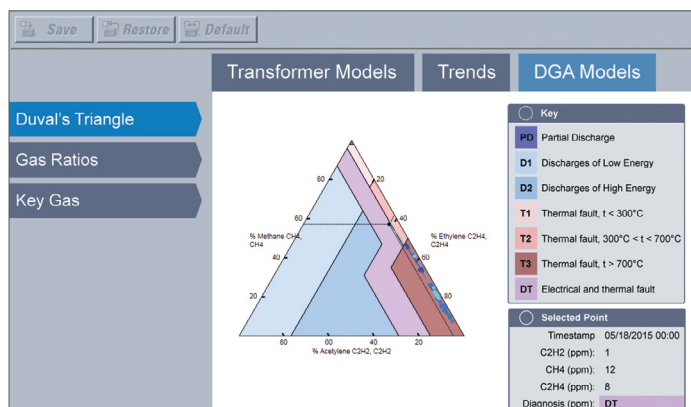 Save Restore Default
Transformer Models Trends DGA Models
Duval's Triangle
Gas Ratios
Key Gas
80 20
60 40
% Methane CH4, CH4
% Ethylene C2H4, C2H4
40 60
20 80
80 60 40 20
% Acetylene C2H2, C2H2
Key
PD Partial Discharge
D1 Discharges of Low Energy
D2 Discharges of High Energy
T1 Thermal fault, t < 300°C
T2 Thermal fault, 300°C < t < 700°C
T3 Thermal fault, t > 700°C
DT Electrical and thermal fault
Selected Point
Timestamp 05/18/2015 00:00
C2H2 (ppm): 1
CH4 (ppm): 12
C2H4 (ppm): 8
Diagnosis (ppm): DT